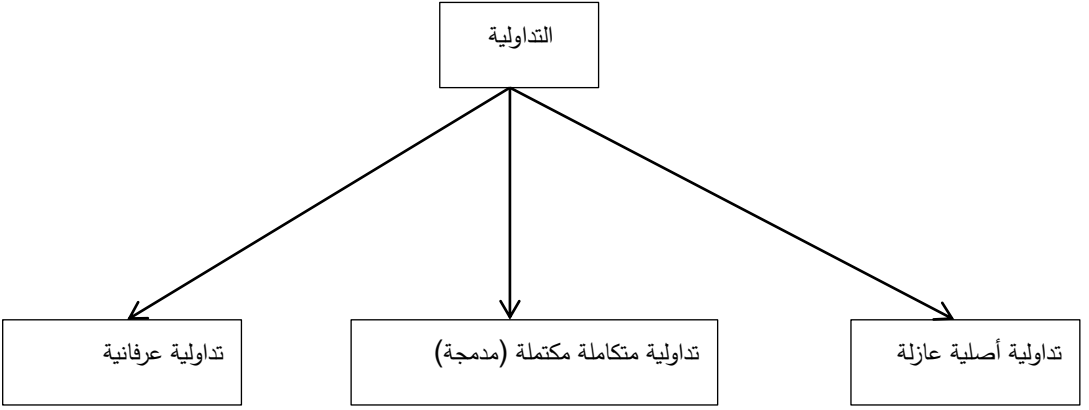 التداولية
تداولية أصلية عازلة
تداولية متكاملة مكتملة (مدمجة)
تداولية عرفانية